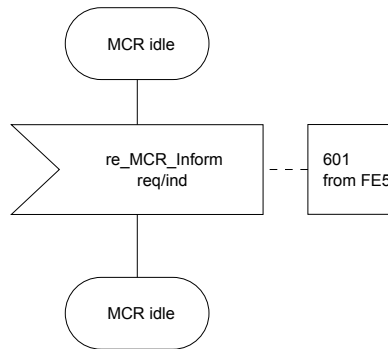 MCR idle
re_MCR_Inform
req/ind
601
from FE5
MCR idle